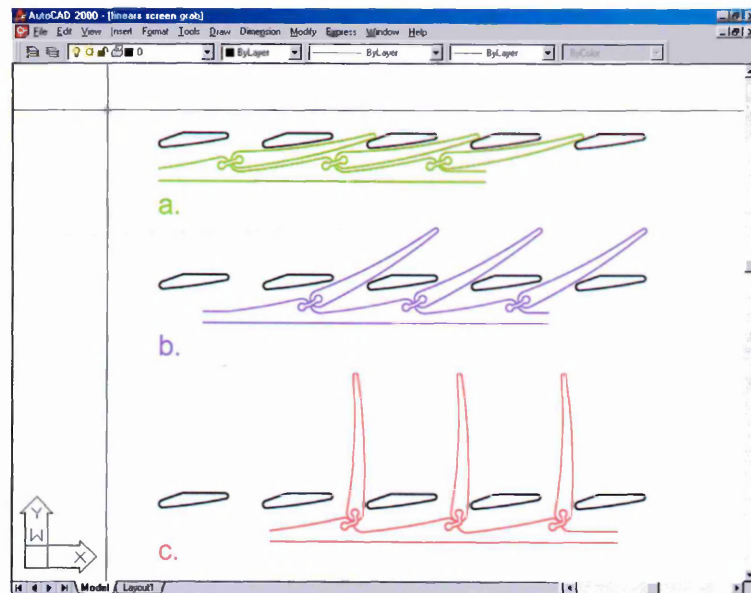 AutoCAD 2000 - [linears screen grab]
File Edit View Insert Format Tools Draw Dimension Modify Express Window Help
0 ByLayer ByLayer ByLayer ByColor
a.
b.
c.
Y
W
X
Model Layout1